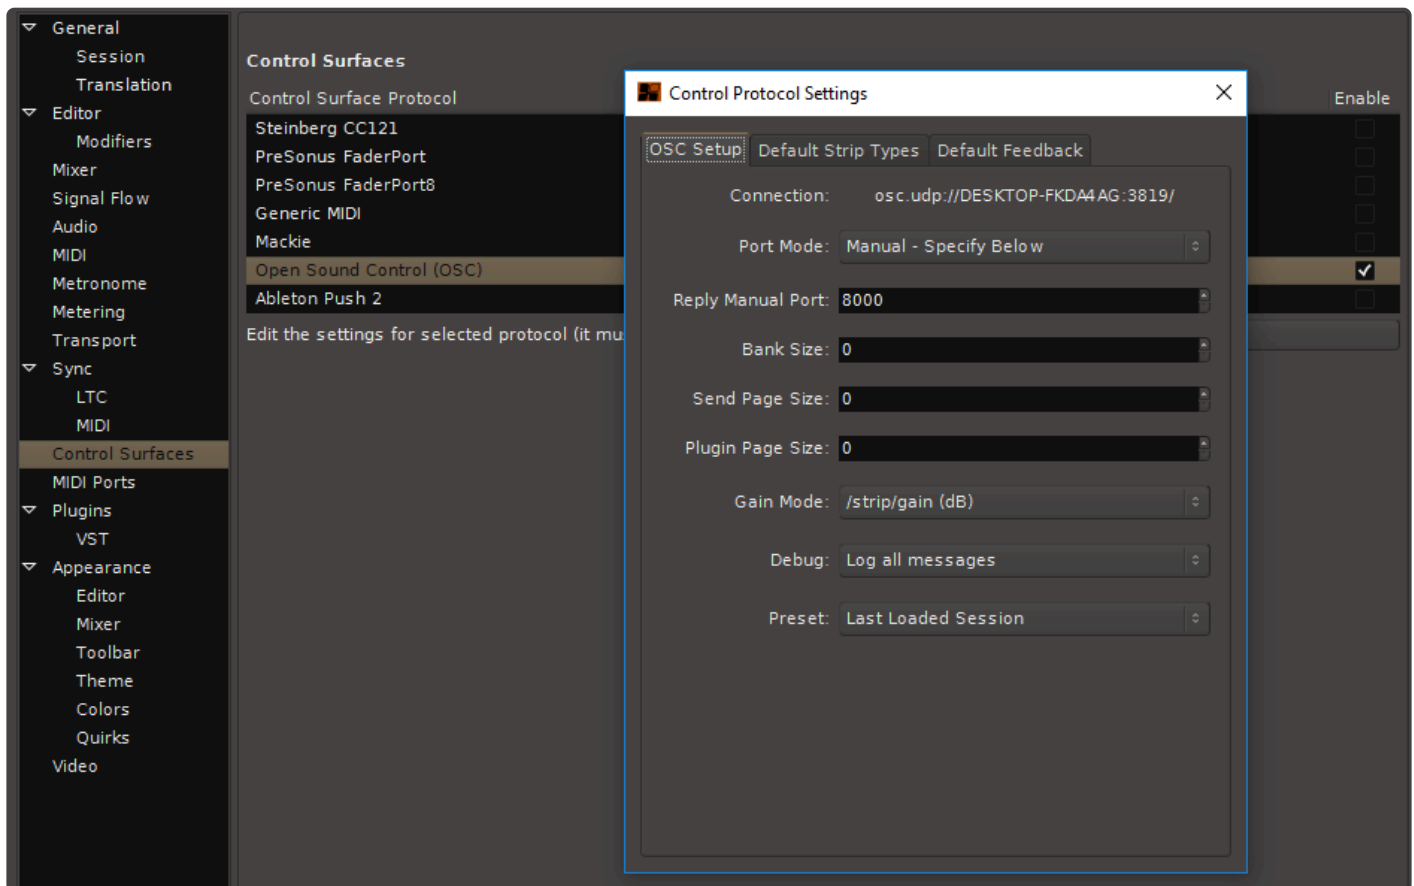 General
Session
Translation
Editor
Modifiers
Mixer
Signal Flow
Audio
MIDI
Metronome
Metering
Transport
Sync
LTC
MIDI
Control Surfaces
MIDI Ports
Plugins
VST
Appearance
Editor
Mixer
Toolbar
Theme
Colors
Quirks
Video
Control Surfaces
Control Surface Protocol
Enable
Steinberg CC121
PreSonus FaderPort
PreSonus FaderPort8
Generic MIDI
Mackie
Open Sound Control (OSC)
Ableton Push 2
Edit the settings for selected protocol (it
Control Protocol Settings
OSC Setup Default Strip Types Default Feedback
Connection: osc.udp://DESKTOP-FKDA4AG:3819/
Port Mode: Manual - Specify Below
Reply Manual Port: 8000
Bank Size: 0
Send Page Size: 0
Plugin Page Size: 0
Gain Mode: /strip/gain (dB)
Debug: Log all messages
Preset: Last Loaded Session